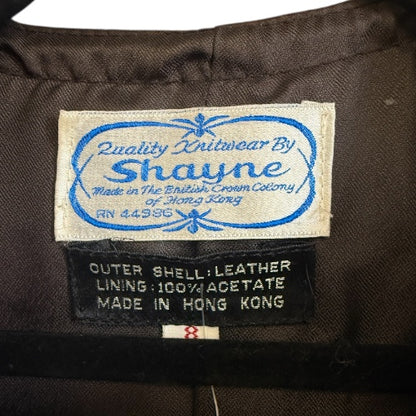 Quality Knitwear By
Shayne
Made in The British Crown Colony
of Hong Kong
RN 44996
OUTER SHELL: LEATHER
LINING: 100% ACETATE
MADE IN HONG KONG
8